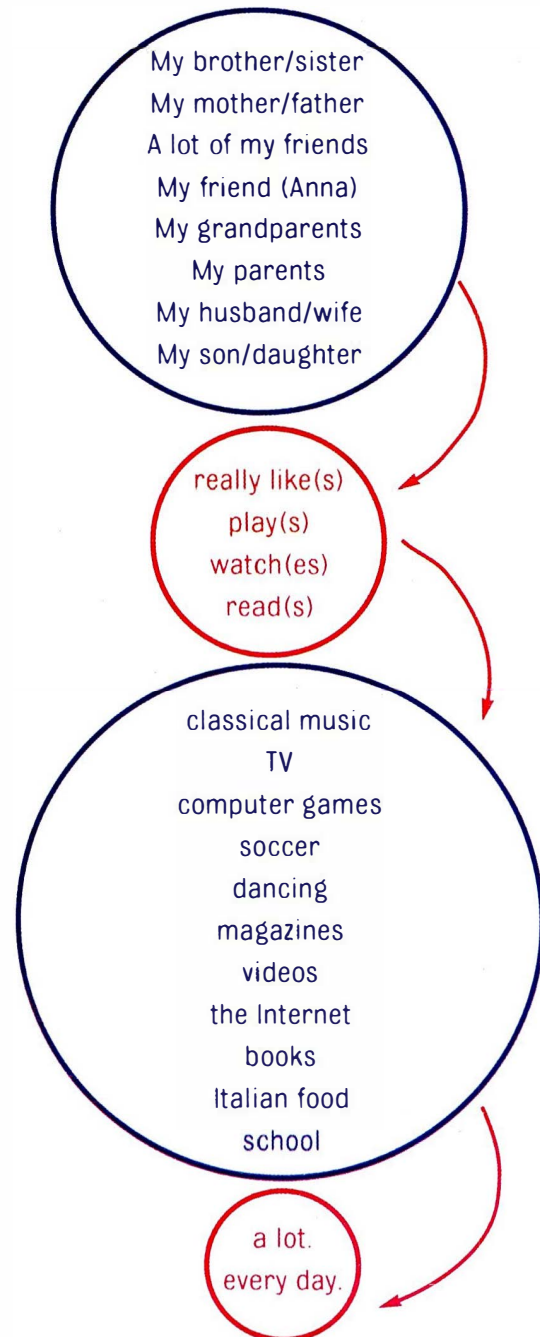 My brother/sister
My mother/father
A lot of my friends
My friend (Anna)
My grandparents
My parents
My husband/wife
My son/daughter
really like(s)
play(s)
watch(es)
read(s)
classical music
TV
computer games
soccer
dancing
magazines
videos
the Internet
books
Italian food
school
a lot.
every day.